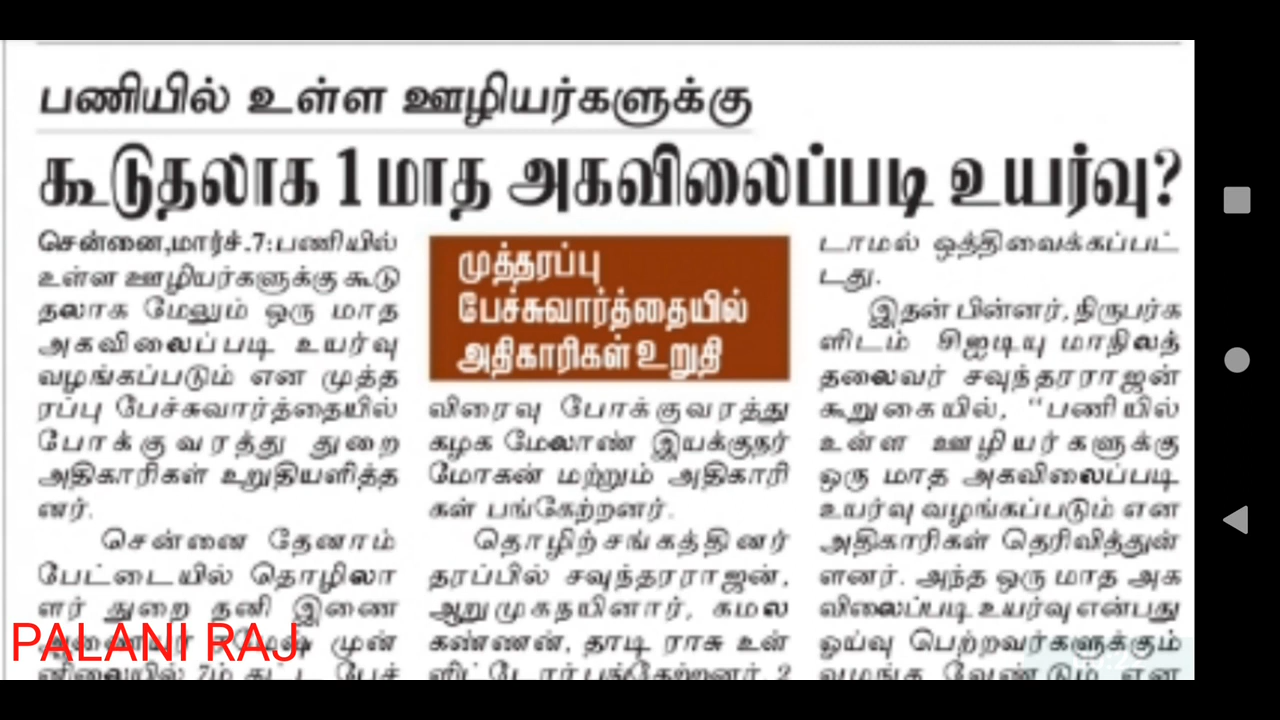 பணியில் உள்ள ஊழியர்களுக்கு
கூடுதலாக 1 மாத அகவிலைப்படி உயர்வு?
சென்னை,மார்ச்.7:பணியில்
உள்ள ஊழியர்களுக்கு கூடு
தலாக மேலும் ஒரு மாத
அகவிலைப்படி உயர்வு
வழங்கப்படும் என முத்த
ரப்பு பேச்சுவார்த்தையில்
போக்குவரத்து துறை
அதிகாரிகள் உறுதியளித்த
னர்.
சென்னை தேனாம்
பேட்டையில் தொழிலா
ளர் துறை தனி இணை
முன்
முத்தரப்பு
பேச்சுவார்த்தையில்
அதிகாரிகள் உறுதி
விரைவு போக்குவரத்து
கழக மேலாண் இயக்குநர்
மோகன் மற்றும் அதிகாரி
கள் பங்கேற்றனர்.
தொழிற்சங்கத்தினர்
தரப்பில் சவுந்தரராஜன்,
ஆறுமுகநயினார், கமல
கண்ணன், தாடி ராசு உள்
டாமல் ஒத்திவைக்கப்பட்
டது.
இதன் பின்னர், நிருபர்க
ளிடம் சிஐடியு மாநிலத்
தலைவர் சவுந்தரராஜன்
கூறுகையில், "பணியில்
உள்ள ஊழியர்களுக்கு
ஒரு மாத அகவிலைப்படி
உயர்வு வழங்கப்படும் என
அதிகாரிகள் தெரிவித்துள்
ளனர். அந்த ஒரு மாத அக
விலைப்படி உயர்வு என்பது
ஓய்வு பெற்றவர்களுக்கும்
PALANI RAJ